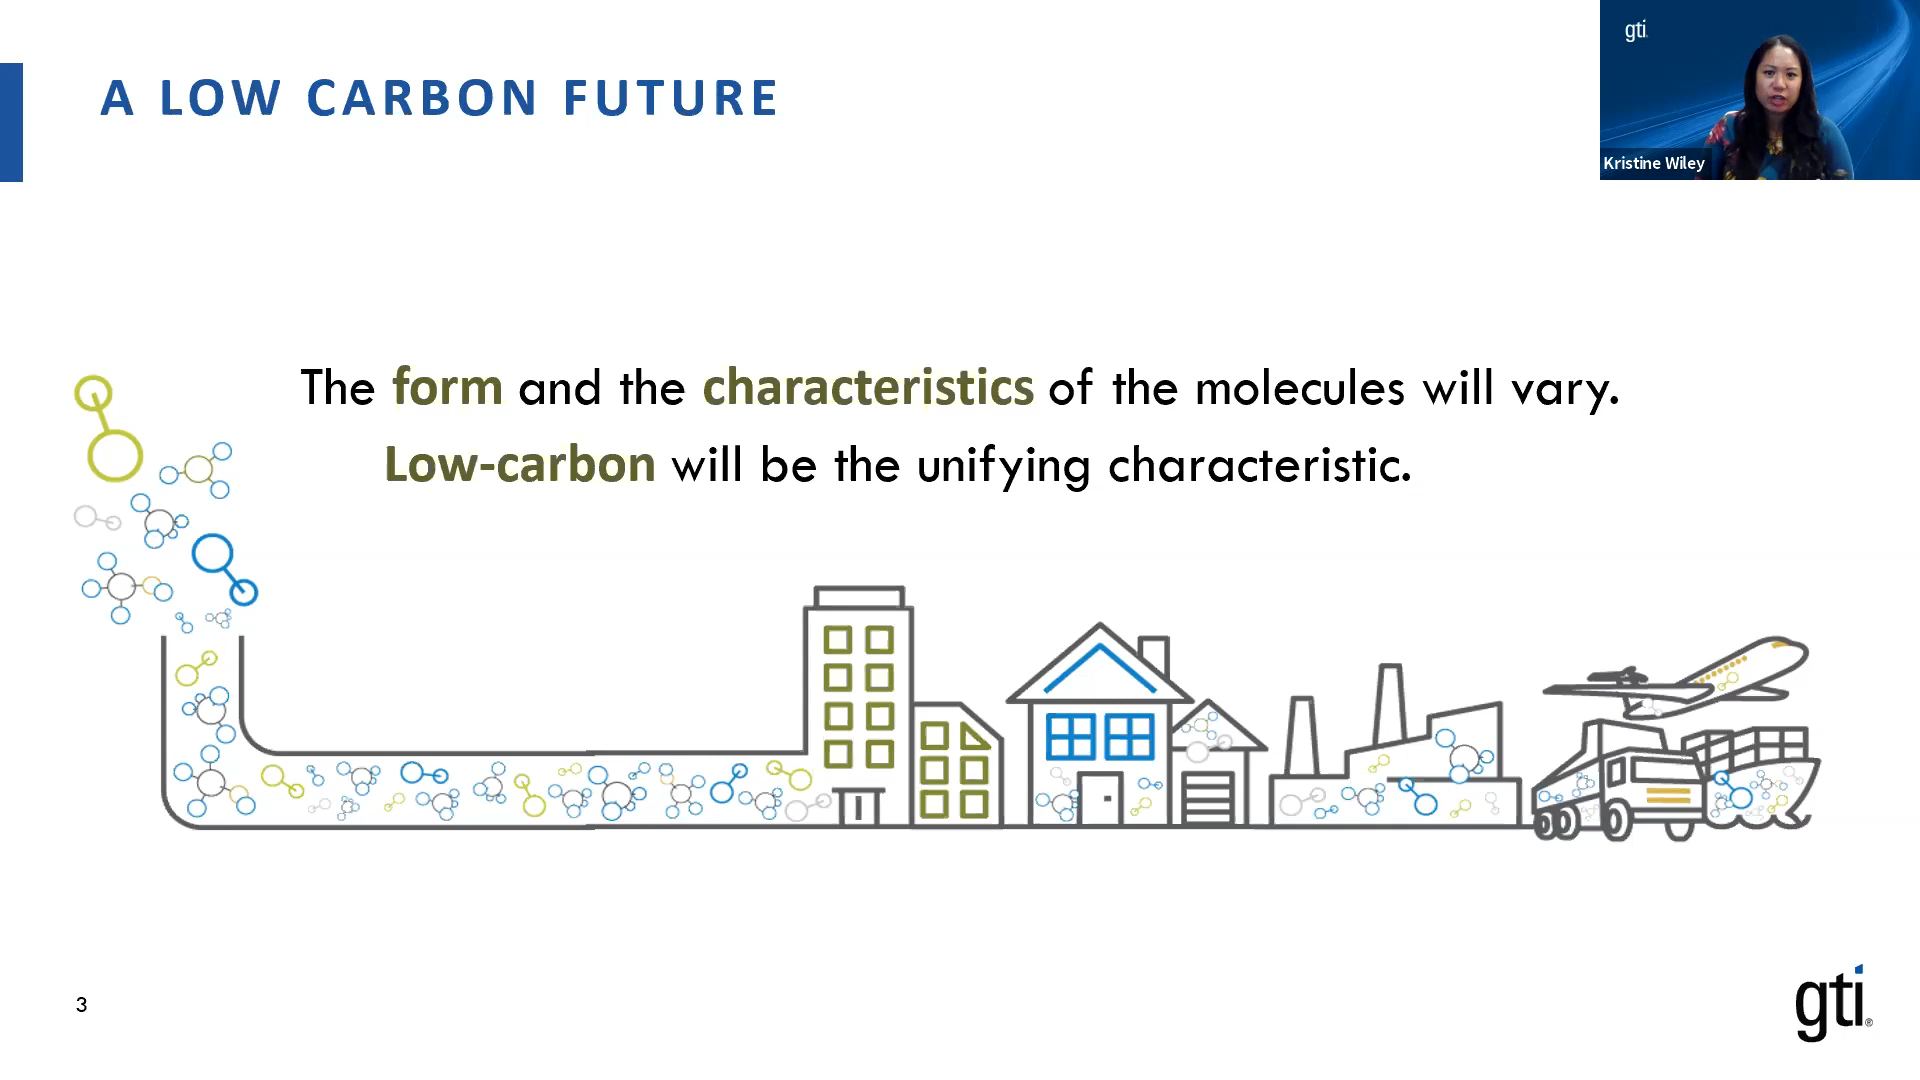 A LOW CARBON FUTURE
gti
Kristine Wiley
The form and the characteristics of the molecules will vary.
Low-carbon will be the unifying characteristic.
3
gti®